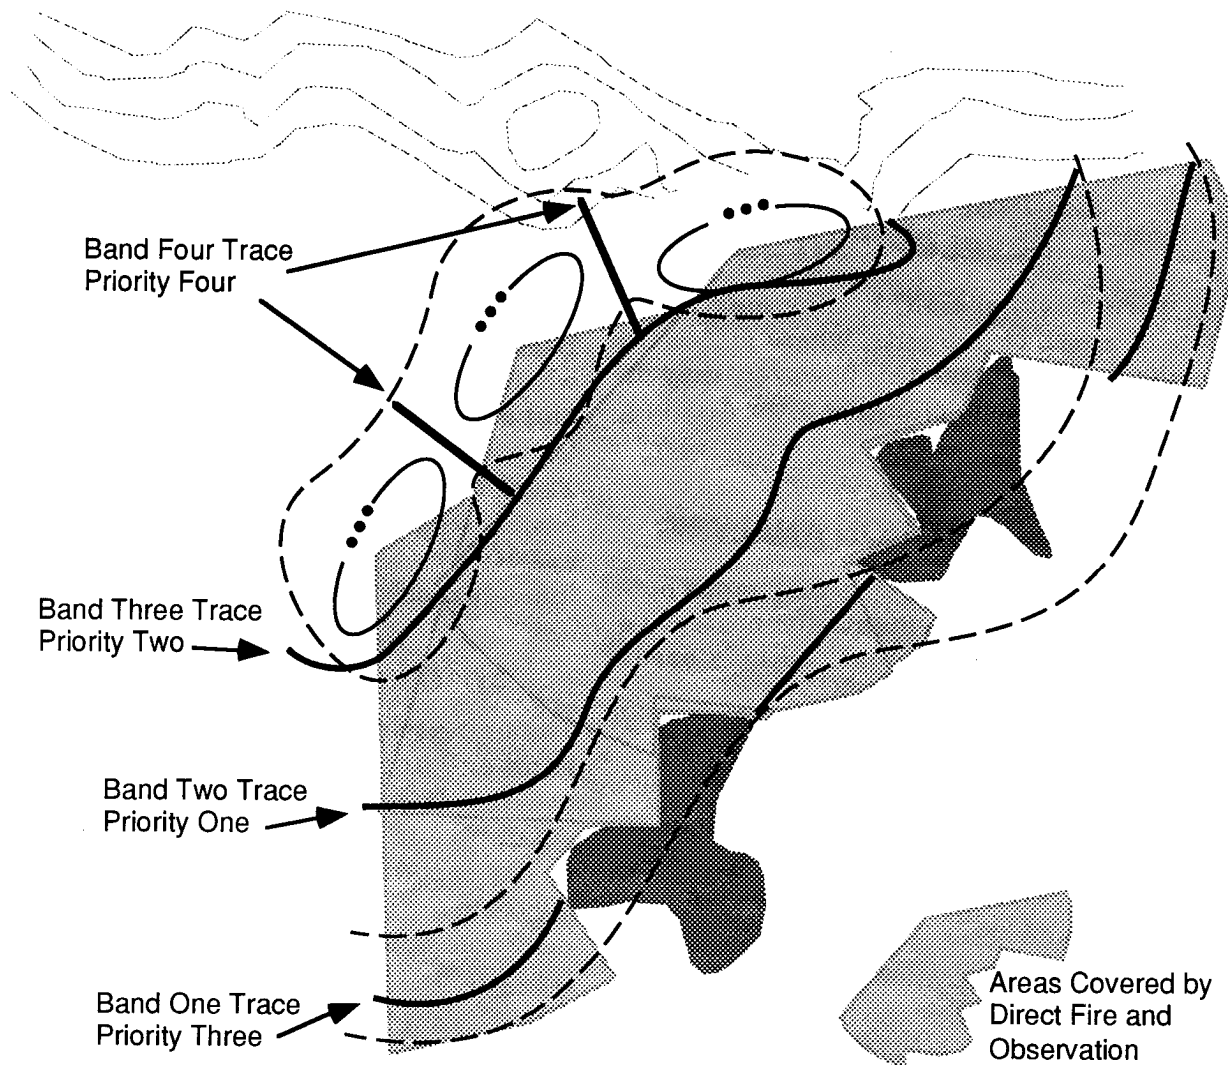 Band Four Trace
Priority Four
Band Three Trace
Priority Two
Band Two Trace
Priority One
Band One Trace
Priority Three
Areas Covered by
Direct Fire and
Observation